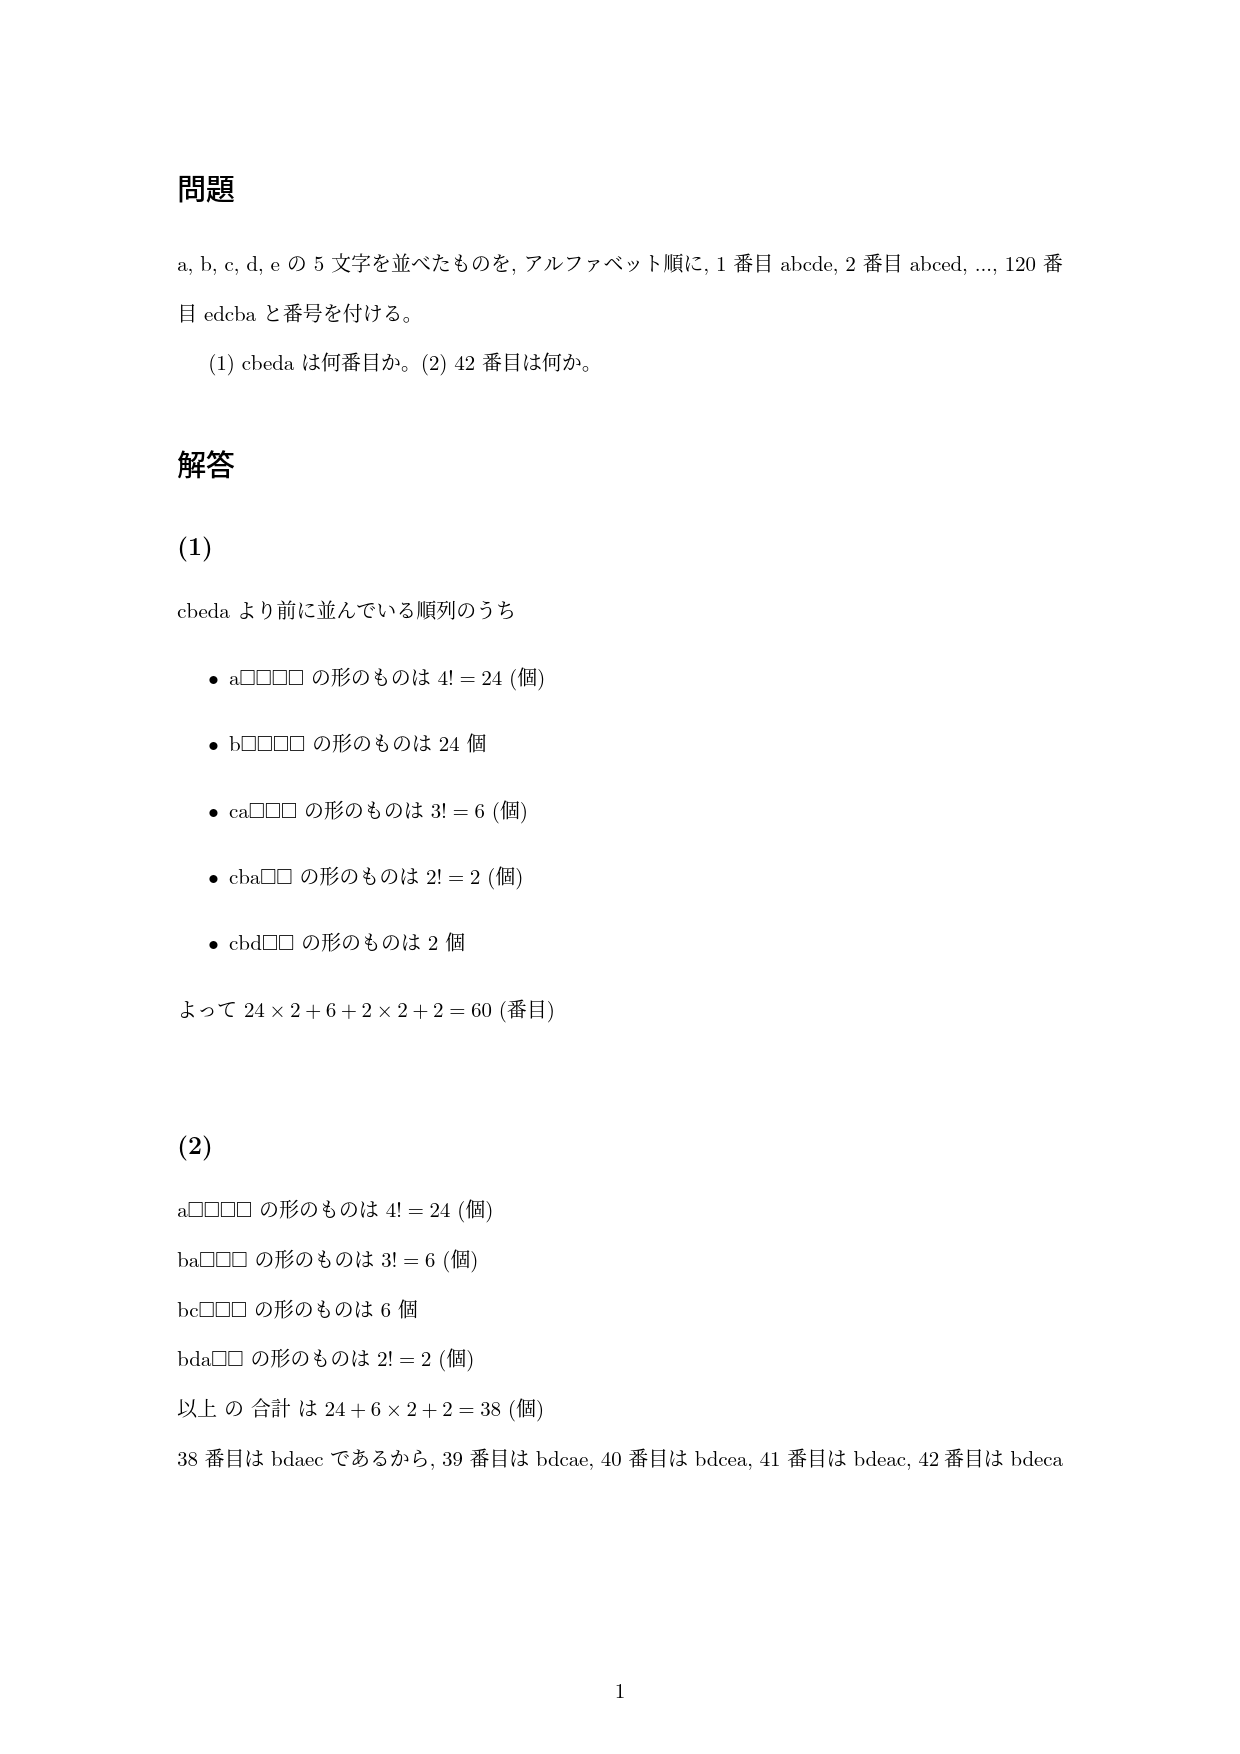 問題
a, b, c, d, e の 5 文字を並べたものを, アルファベット順に, 1 番目 abcde, 2 番目 abced, ..., 120 番
目 edcba と番号を付ける。
(1) cbeda は何番目か。(2) 42 番目は何か。
解答
(1)
cbeda より前に並んでいる順列のうち
• a□□□□ の形のものは 4! = 24 (個)
• b□□□□ の形のものは 24 個
• ca□□□ の形のものは 3! = 6 (個)
• cba□□ の形のものは 2! = 2 (個)
• cbd□□ の形のものは 2 個
よって 24 × 2 + 6 + 2 × 2 + 2 = 60 (番目)
(2)
a□□□□ の形のものは 4! = 24 (個)
ba□□□ の形のものは 3! = 6 (個)
bc□□□ の形のものは 6 個
bda□□ の形のものは 2! = 2 (個)
以上 の 合計 は 24 + 6 × 2 + 2 = 38 (個)
38 番目は bdaec であるから, 39 番目は bdcae, 40 番目は bdcea, 41 番目は bdeac, 42 番目は bdeca
1